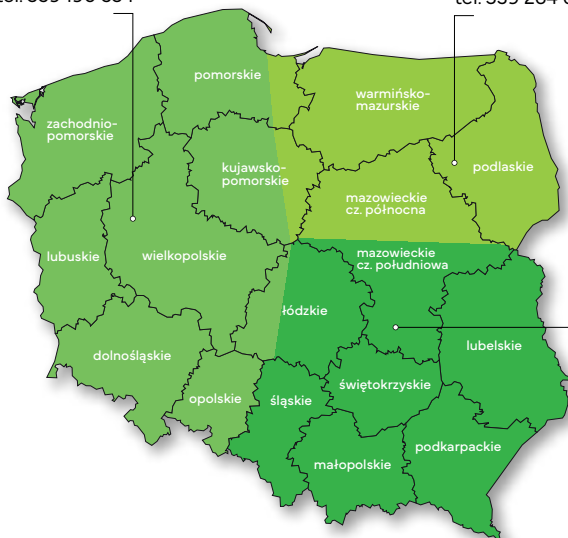 pomorskie
warmińsko-
mazurskie
zachodnio-
pomorskie
kujawsko-
pomorskie
podlaskie
mazowieckie
cz. północna
lubuskie
wielkopolskie
mazowieckie
cz. południowa
łódzkie
lubelskie
dolnośląskie
świętokrzyskie
opolskie
śląskie
podkarpackie
małopolskie